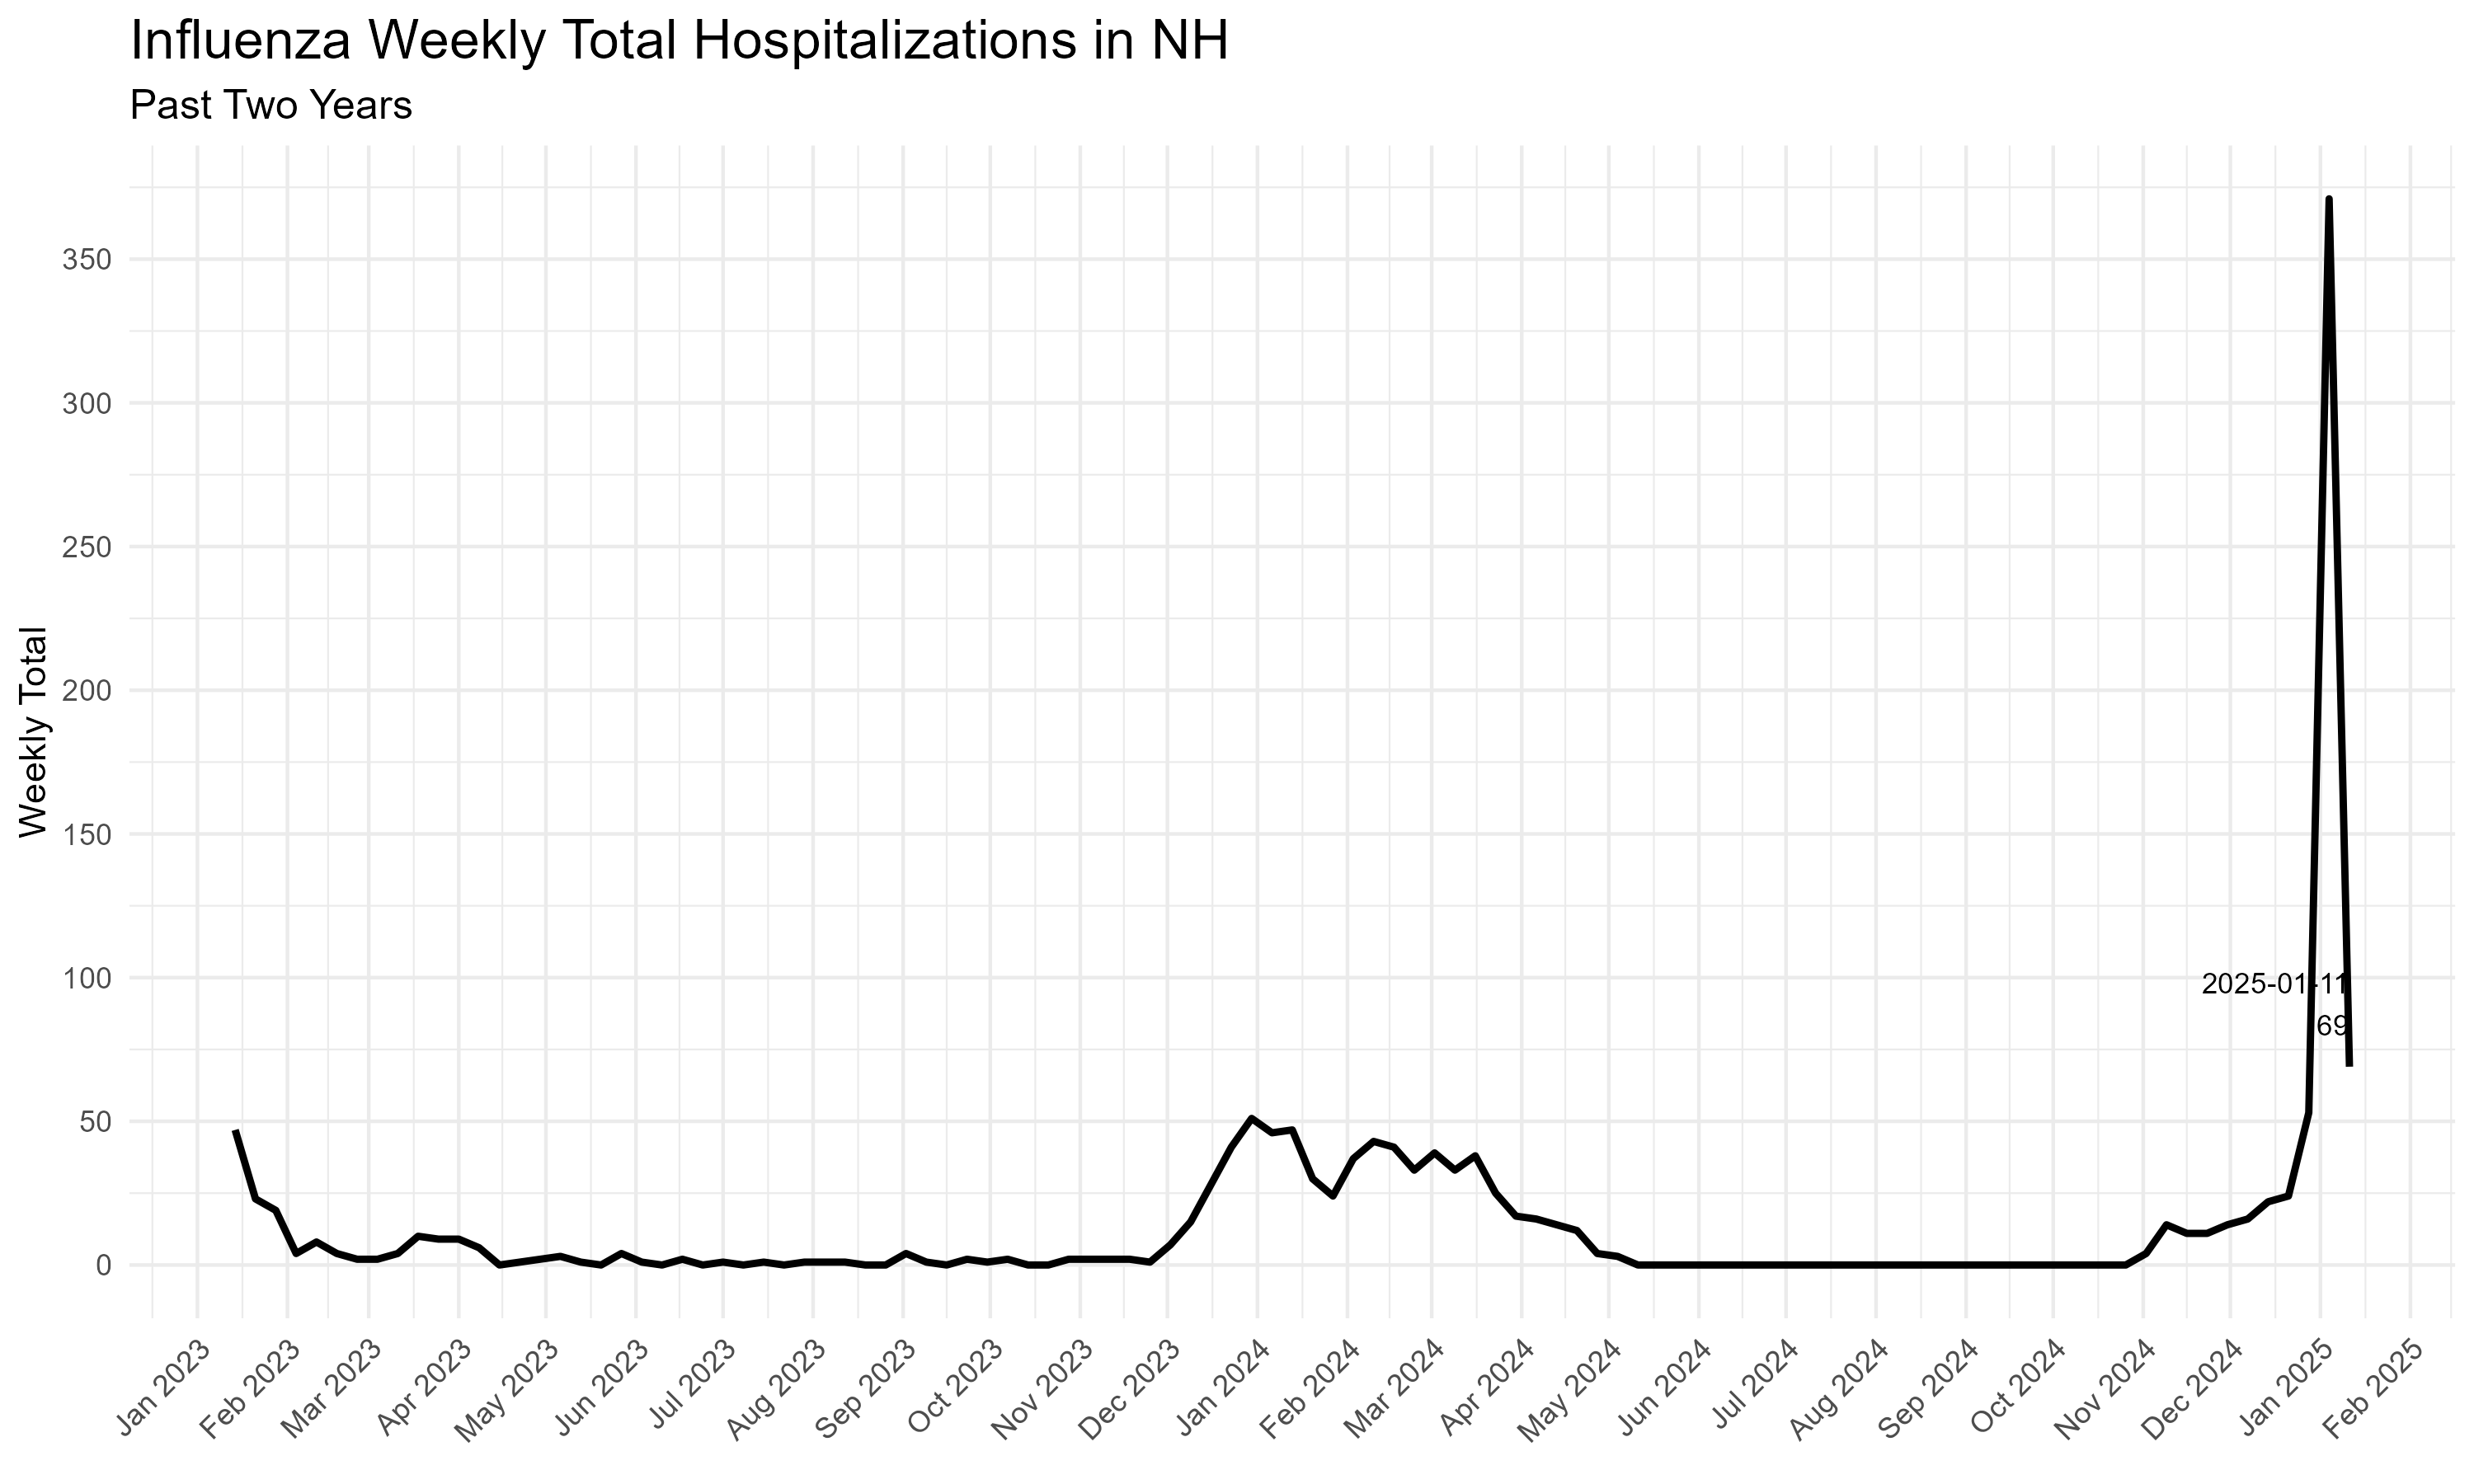 Influenza Weekly Total Hospitalizations in NH
Past Two Years
Weekly Total
350
300
250
200
150
100
50
0
2025-01-11
69
Jan 2023
Feb 2023
Mar 2023
Apr 2023
May 2023
Jun 2023
Jul 2023
Aug 2023
Sep 2023
Oct 2023
Nov 2023
Dec 2023
Jan 2024
Feb 2024
Mar 2024
Apr 2024
May 2024
Jun 2024
Jul 2024
Aug 2024
Sep 2024
Oct 2024
Nov 2024
Dec 2024
Jan 2025
Feb 2025